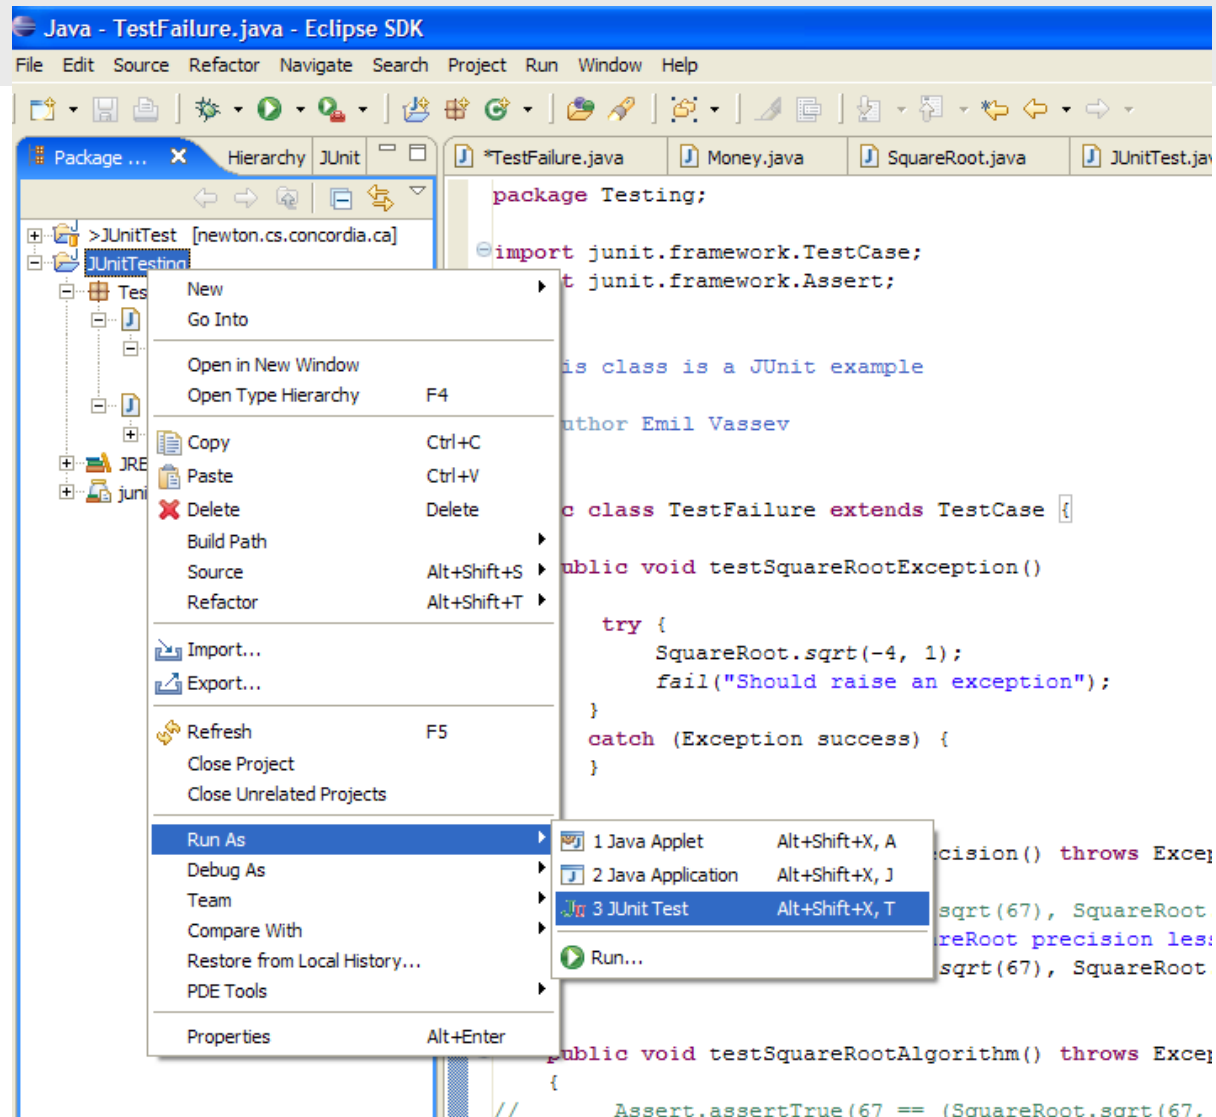 Java - TestFailure.java - Eclipse SDK
File Edit Source Refactor Navigate Search Project Run Window Help
Package ... Hierarchy JUnit
*TestFailure.java Money.java SquareRoot.java JUnitTest.jav
>JUnitTest [newton.cs.concordia.ca]
JUnitTesting
Tes
JRE
juni
New
Go Into
Open in New Window
Open Type Hierarchy F4
Copy Ctrl+C
Paste Ctrl+V
Delete Delete
Build Path
Source Alt+Shift+S
Refactor Alt+Shift+T
Import...
Export...
Refresh F5
Close Project
Close Unrelated Projects
Run As
Debug As
Team
Compare With
Restore from Local History...
PDE Tools
Properties Alt+Enter
1 Java Applet Alt+Shift+X, A
2 Java Application Alt+Shift+X, J
3 JUnit Test Alt+Shift+X, T
Run...
package Testing;
import junit.framework.TestCase;
t junit.framework.Assert;
is class is a JUnit example
uthor Emil Vassev
c class TestFailure extends TestCase {
ublic void testSquareRootException()
try {
SquareRoot.sqrt(-4, 1);
fail("Should raise an exception");
}
catch (Exception success) {
}
cision() throws Excep
sqrt(67), SquareRoot
reRoot precision less
sqrt(67), SquareRoot
public void testSquareRootAlgorithm() throws Excep
{
// Assert.assertTrue(67 == (SquareRoot.sqrt(67,